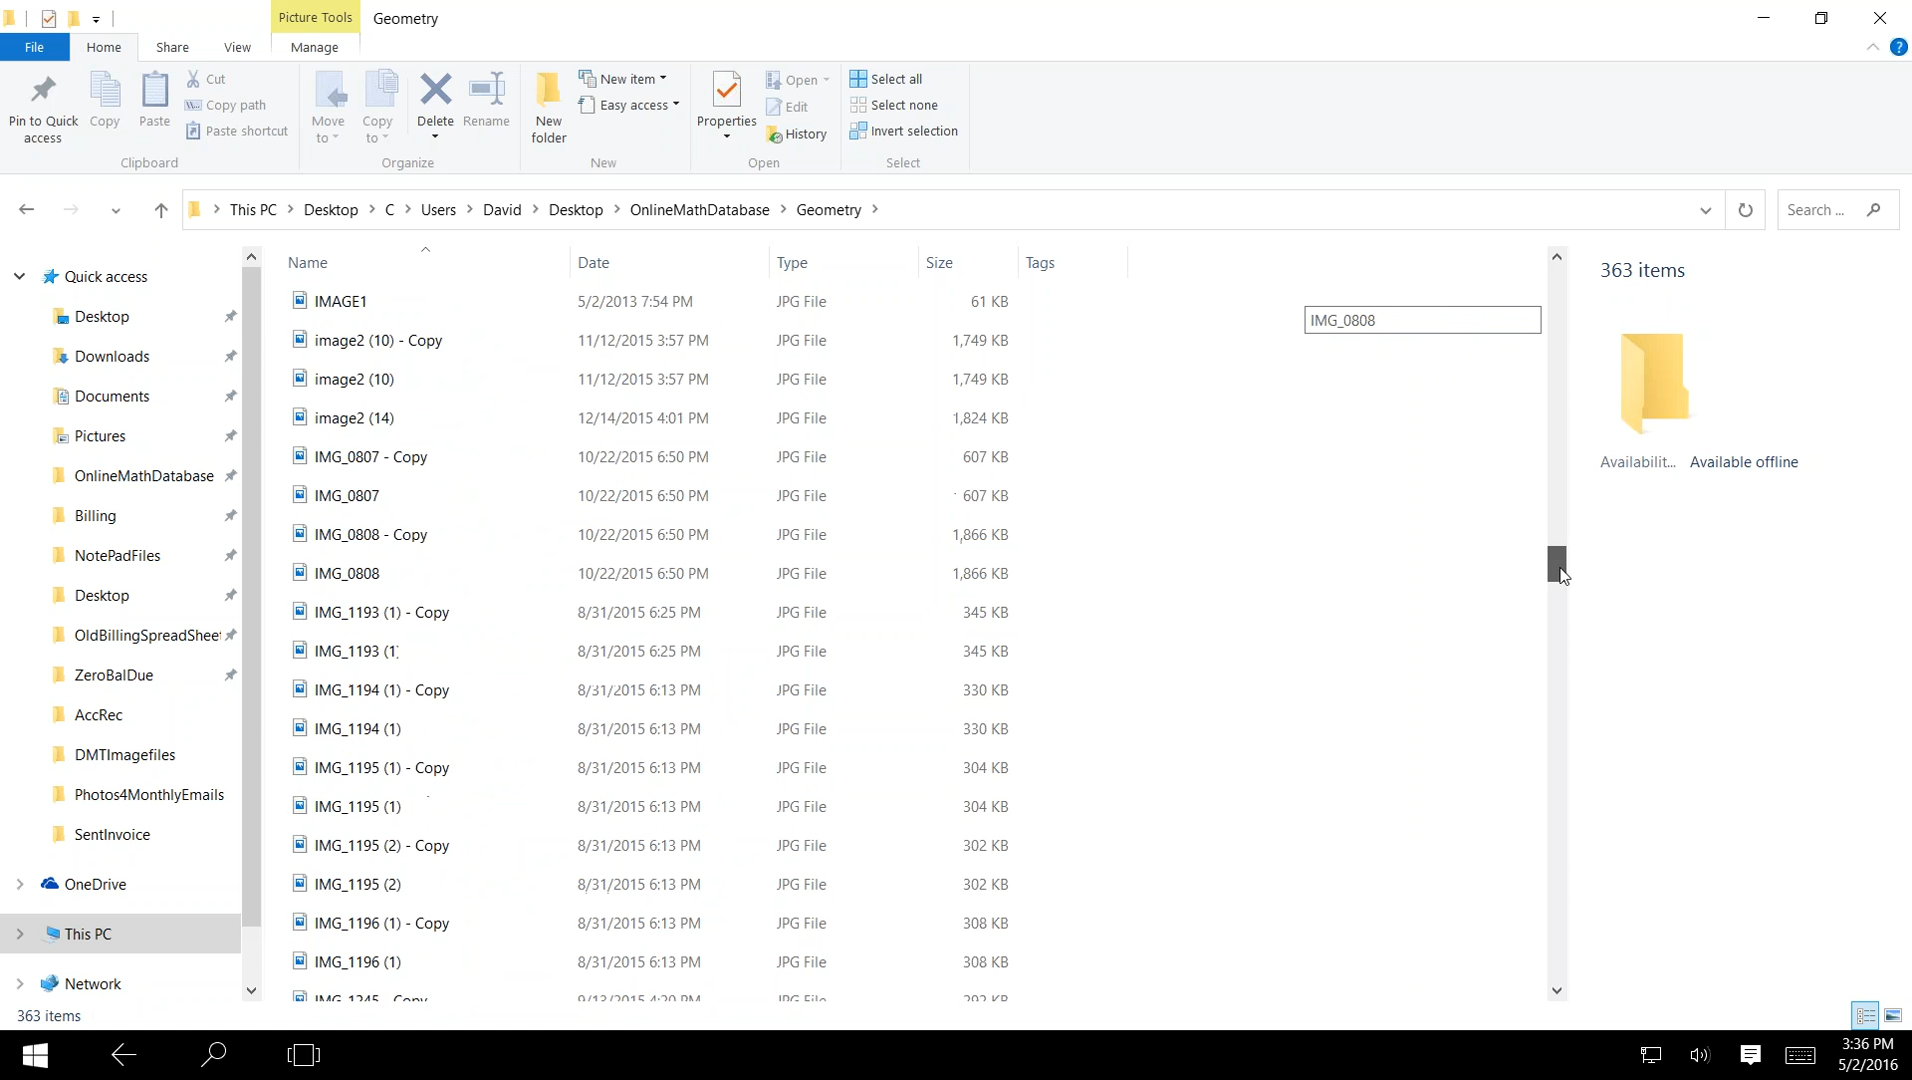 Picture Tools
Geometry
File
Home
Share
View
Manage
Pin to Quick access
Copy
Paste
Cut
Copy path
Paste shortcut
Clipboard
Move to
Copy to
Delete
Rename
Organize
New folder
New item
Easy access
New
Properties
Open
Edit
History
Open
Select all
Select none
Invert selection
Select
This PC > Desktop > C > Users > David > Desktop > OnlineMathDatabase > Geometry >
Search ...
Quick access
Desktop
Downloads
Documents
Pictures
OnlineMathDatabase
Billing
NotePadFiles
Desktop
OldBillingSpreadSheet
ZeroBalDue
AccRec
DMTImagefiles
Photos4MonthlyEmails
SentInvoice
OneDrive
This PC
Network
Name Date Type Size Tags
IMAGE1 5/2/2013 7:54 PM JPG File 61 KB
image2 (10) - Copy 11/12/2015 3:57 PM JPG File 1,749 KB
image2 (10) 11/12/2015 3:57 PM JPG File 1,749 KB
image2 (14) 12/14/2015 4:01 PM JPG File 1,824 KB
IMG_0807 - Copy 10/22/2015 6:50 PM JPG File 607 KB
IMG_0807 10/22/2015 6:50 PM JPG File 607 KB
IMG_0808 - Copy 10/22/2015 6:50 PM JPG File 1,866 KB
IMG_0808 10/22/2015 6:50 PM JPG File 1,866 KB
IMG_1193 (1) - Copy 8/31/2015 6:25 PM JPG File 345 KB
IMG_1193 (1) 8/31/2015 6:25 PM JPG File 345 KB
IMG_1194 (1) - Copy 8/31/2015 6:13 PM JPG File 330 KB
IMG_1194 (1) 8/31/2015 6:13 PM JPG File 330 KB
IMG_1195 (1) - Copy 8/31/2015 6:13 PM JPG File 304 KB
IMG_1195 (1) 8/31/2015 6:13 PM JPG File 304 KB
IMG_1195 (2) - Copy 8/31/2015 6:13 PM JPG File 302 KB
IMG_1195 (2) 8/31/2015 6:13 PM JPG File 302 KB
IMG_1196 (1) - Copy 8/31/2015 6:13 PM JPG File 308 KB
IMG_1196 (1) 8/31/2015 6:13 PM JPG File 308 KB
IMG_1245 - Copy 9/13/2015 4:20 PM JPG File 292 KB
IMG_0808
363 items
Availabilit... Available offline
363 items
3:36 PM
5/2/2016